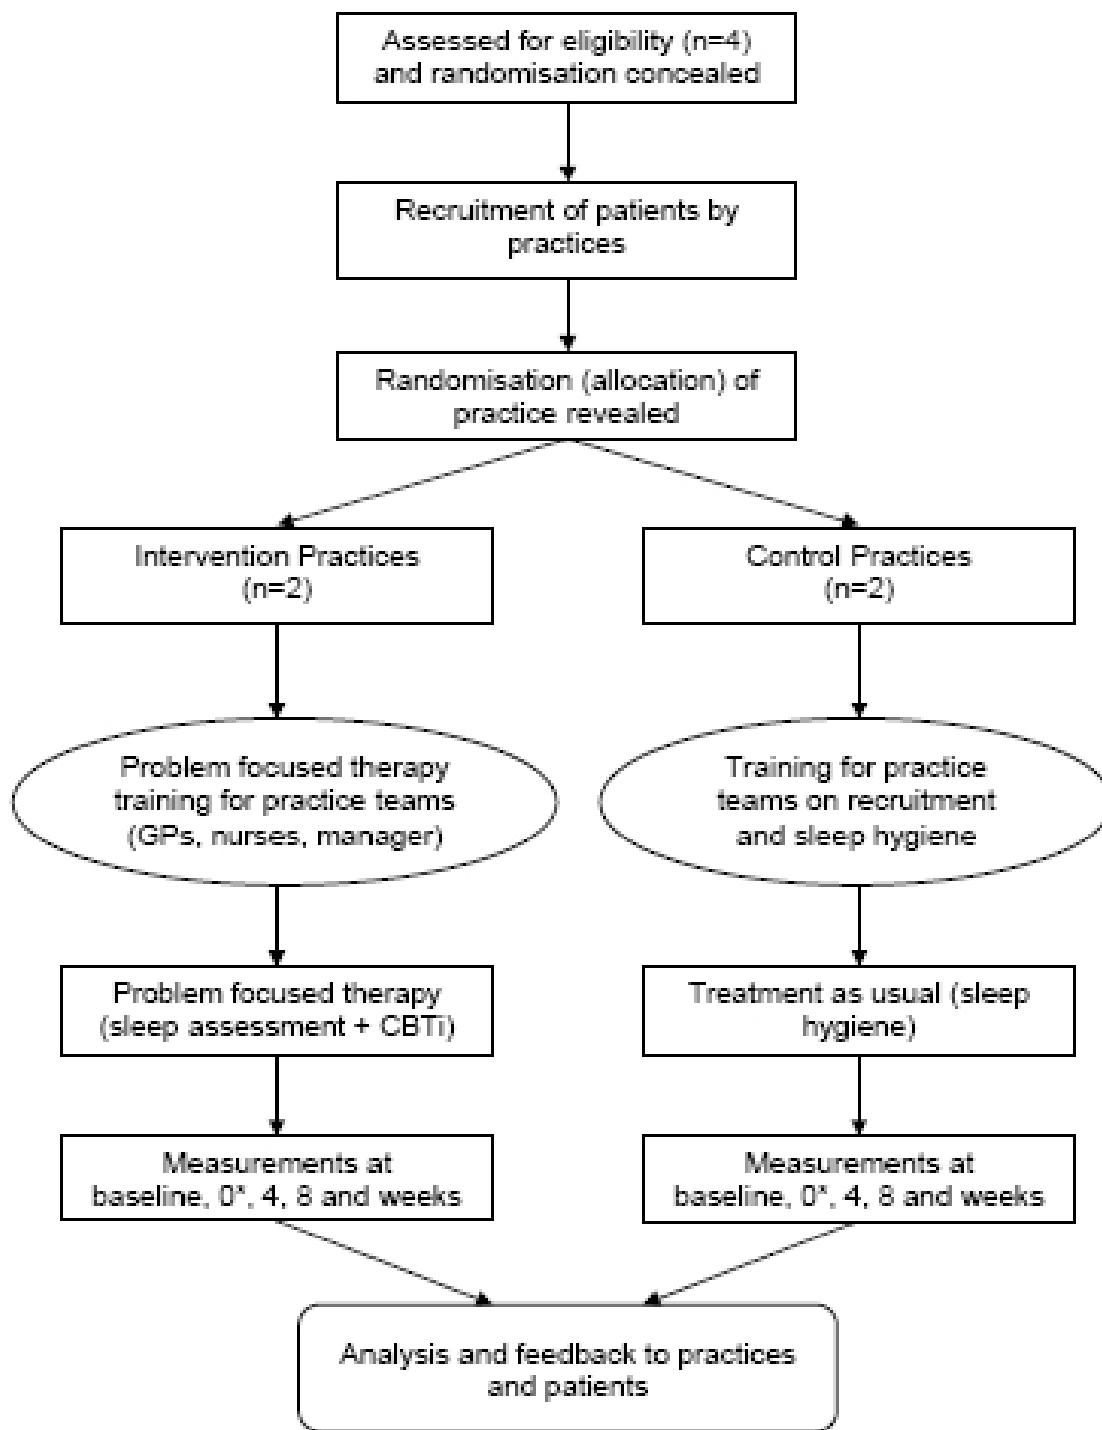 Assessed for eligibility (n=4)
and randomisation concealed
Recruitment of patients by
practices
Randomisation (allocation) of
practice revealed
Intervention Practices
(n=2)
Control Practices
(n=2)
Problem focused therapy
training for practice teams
(GPs, nurses, manager)
Training for practice
teams on recruitment
and sleep hygiene
Problem focused therapy
(sleep assessment + CBTi)
Treatment as usual (sleep
hygiene)
Measurements at
baseline, 0*, 4, 8 and weeks
Measurements at
baseline, 0*, 4, 8 and weeks
Analysis and feedback to practices
and patients